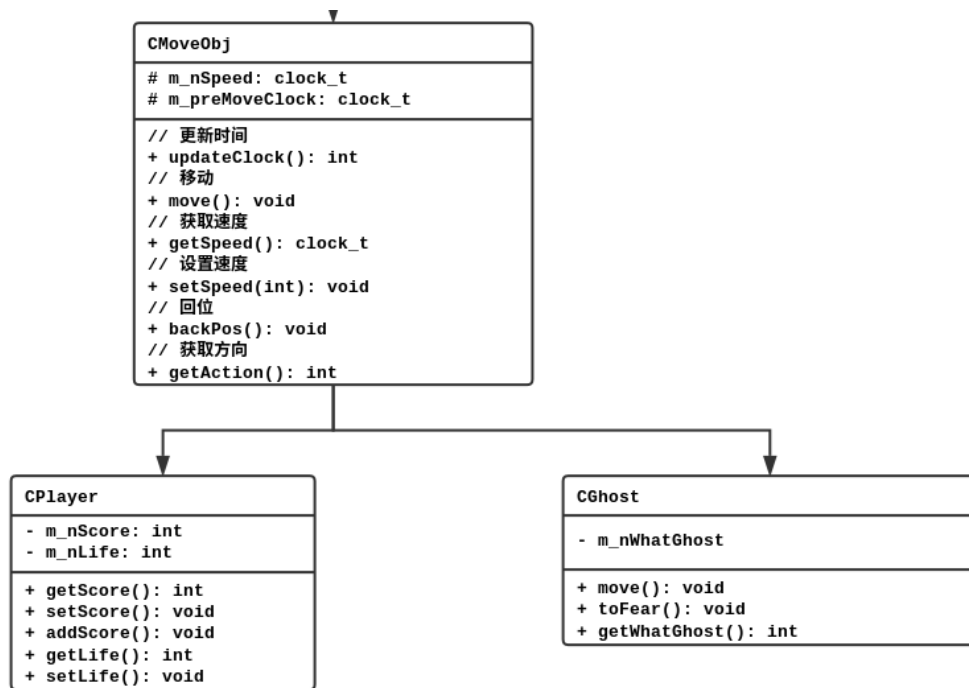 CMoveObj
# m_nSpeed: clock_t
# m_preMoveClock: clock_t
// 更新时间
+ updateClock(): int
// 移动
+ move(): void
// 获取速度
+ getSpeed(): clock_t
// 设置速度
+ setSpeed(int): void
// 回位
+ backPos(): void
// 获取方向
+ getAction(): int
CPlayer
- m_nScore: int
- m_nLife: int
+ getScore(): int
+ setScore(): void
+ addScore(): void
+ getLife(): int
+ setLife(): void
CGhost
- m_nWhatGhost
+ move(): void
+ toFear(): void
+ getWhatGhost(): int